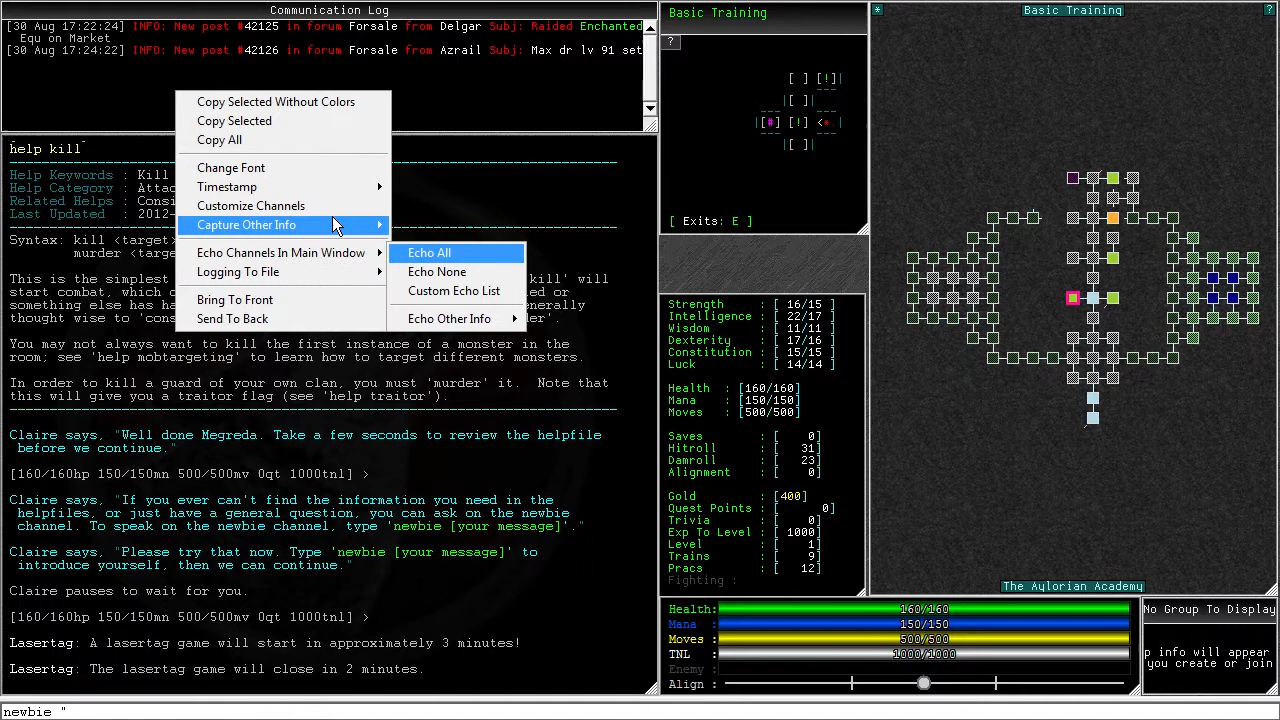 Communication Log
[30 Aug 17:22:24] INFO: New post #42125 in forum Forsale from Delgar Subj: Raided Enchanted
Equ on Market
[30 Aug 17:24:22] INFO: New post #42126 in forum Forsale from Azrail Subj: Max dr lv 91 set
Copy Selected Without Colors
Copy Selected
Copy All
Change Font
Timestamp
Customize Channels
Capture Other Info
Echo Channels In Main Window
Logging To File
Bring To Front
Send To Back
Echo All
Echo None
Custom Echo List
Echo Other Info
help kill
Help Keywords : Kill
Help Category : Attac
Related Helps : Consi
Last Updated : 2012-
Syntax: kill <target>
murder <targe
This is the simplest kill' will
start combat, which c ed or
something else has ha nerally
thought wise to 'cons er'.
You may not always want to kill the first instance of a monster in the
room; see 'help mobtargeting' to learn how to target different monsters.
In order to kill a guard of your own clan, you must 'murder' it. Note that
this will give you a traitor flag (see 'help traitor').
Claire says, "Well done Megreda. Take a few seconds to review the helpfile
before we continue."
[160/160hp 150/150mn 500/500mv 0qt 1000tnl] >
Claire says, "If you ever can't find the information you need in the
helpfiles, or just have a general question, you can ask on the newbie
channel. To speak on the newbie channel, type 'newbie [your message]'."
Claire says, "Please try that now. Type 'newbie [your message]' to
introduce yourself, then we can continue."
Claire pauses to wait for you.
[160/160hp 150/150mn 500/500mv 0qt 1000tnl] >
Lasertag: A lasertag game will start in approximately 3 minutes!
Lasertag: The lasertag game will close in 2 minutes.
newbie "
Basic Training
?
[ ] [!]|
|[ ]|
|[#] [!] <* |
|[ ]|
[ Exits: E ]
Strength : [ 16/15 ]
Intelligence : [ 22/17 ]
Wisdom : [ 11/11 ]
Dexterity : [ 17/16 ]
Constitution : [ 15/15 ]
Luck : [ 14/14 ]
Health : [160/160]
Mana : [150/150]
Moves : [500/500]
Saves : [ 0]
Hitroll : [ 31]
Damroll : [ 23]
Alignment : [ 0]
Gold : [400]
Quest Points : [ 0]
Trivia : [ 0]
Exp To Level : [ 1000]
Level : [ 1]
Trains : [ 9]
Pracs : [ 12]
Fighting :
* Basic Training ?
The Aylorian Academy
Health: 160/160
Mana : 150/150
Moves : 500/500
TNL : 1000/1000
Enemy:
Align :
No Group To Display
p info will appear
you create or join